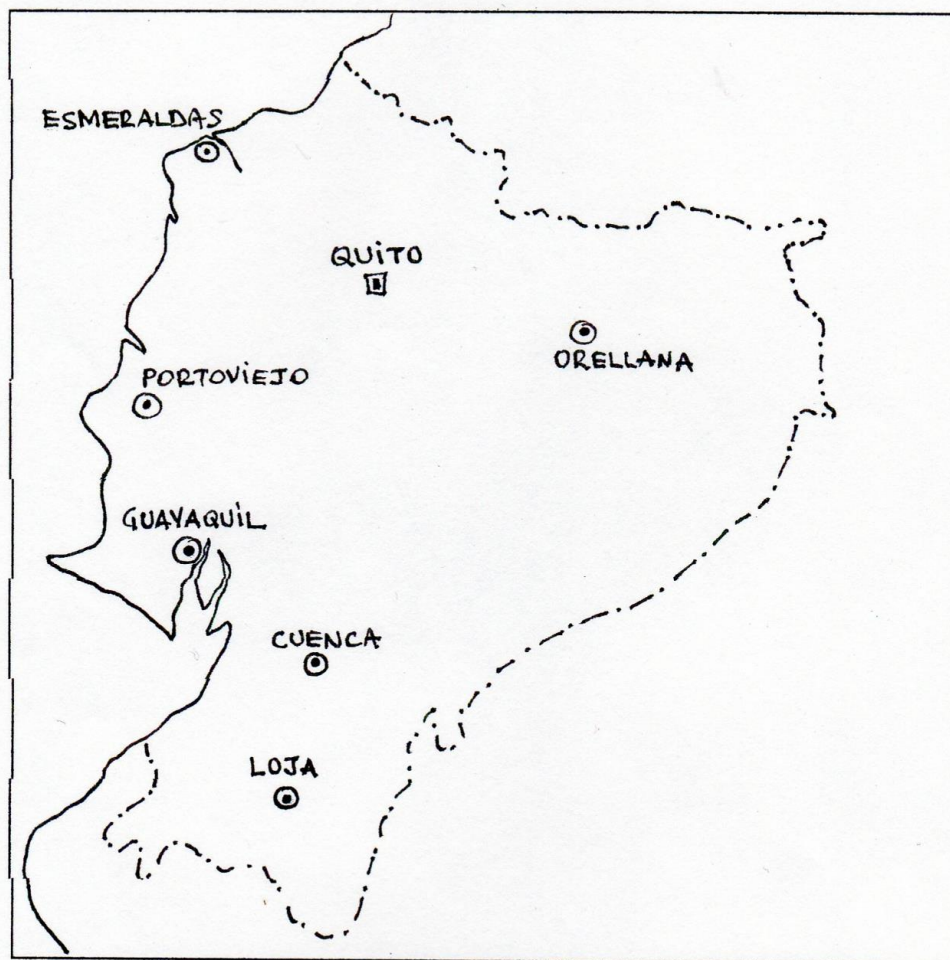 ESMERALDAS
QUiTO
ORELLANA
PORTOViEJO
GUAYAQUiL
CUENCA
LOJA